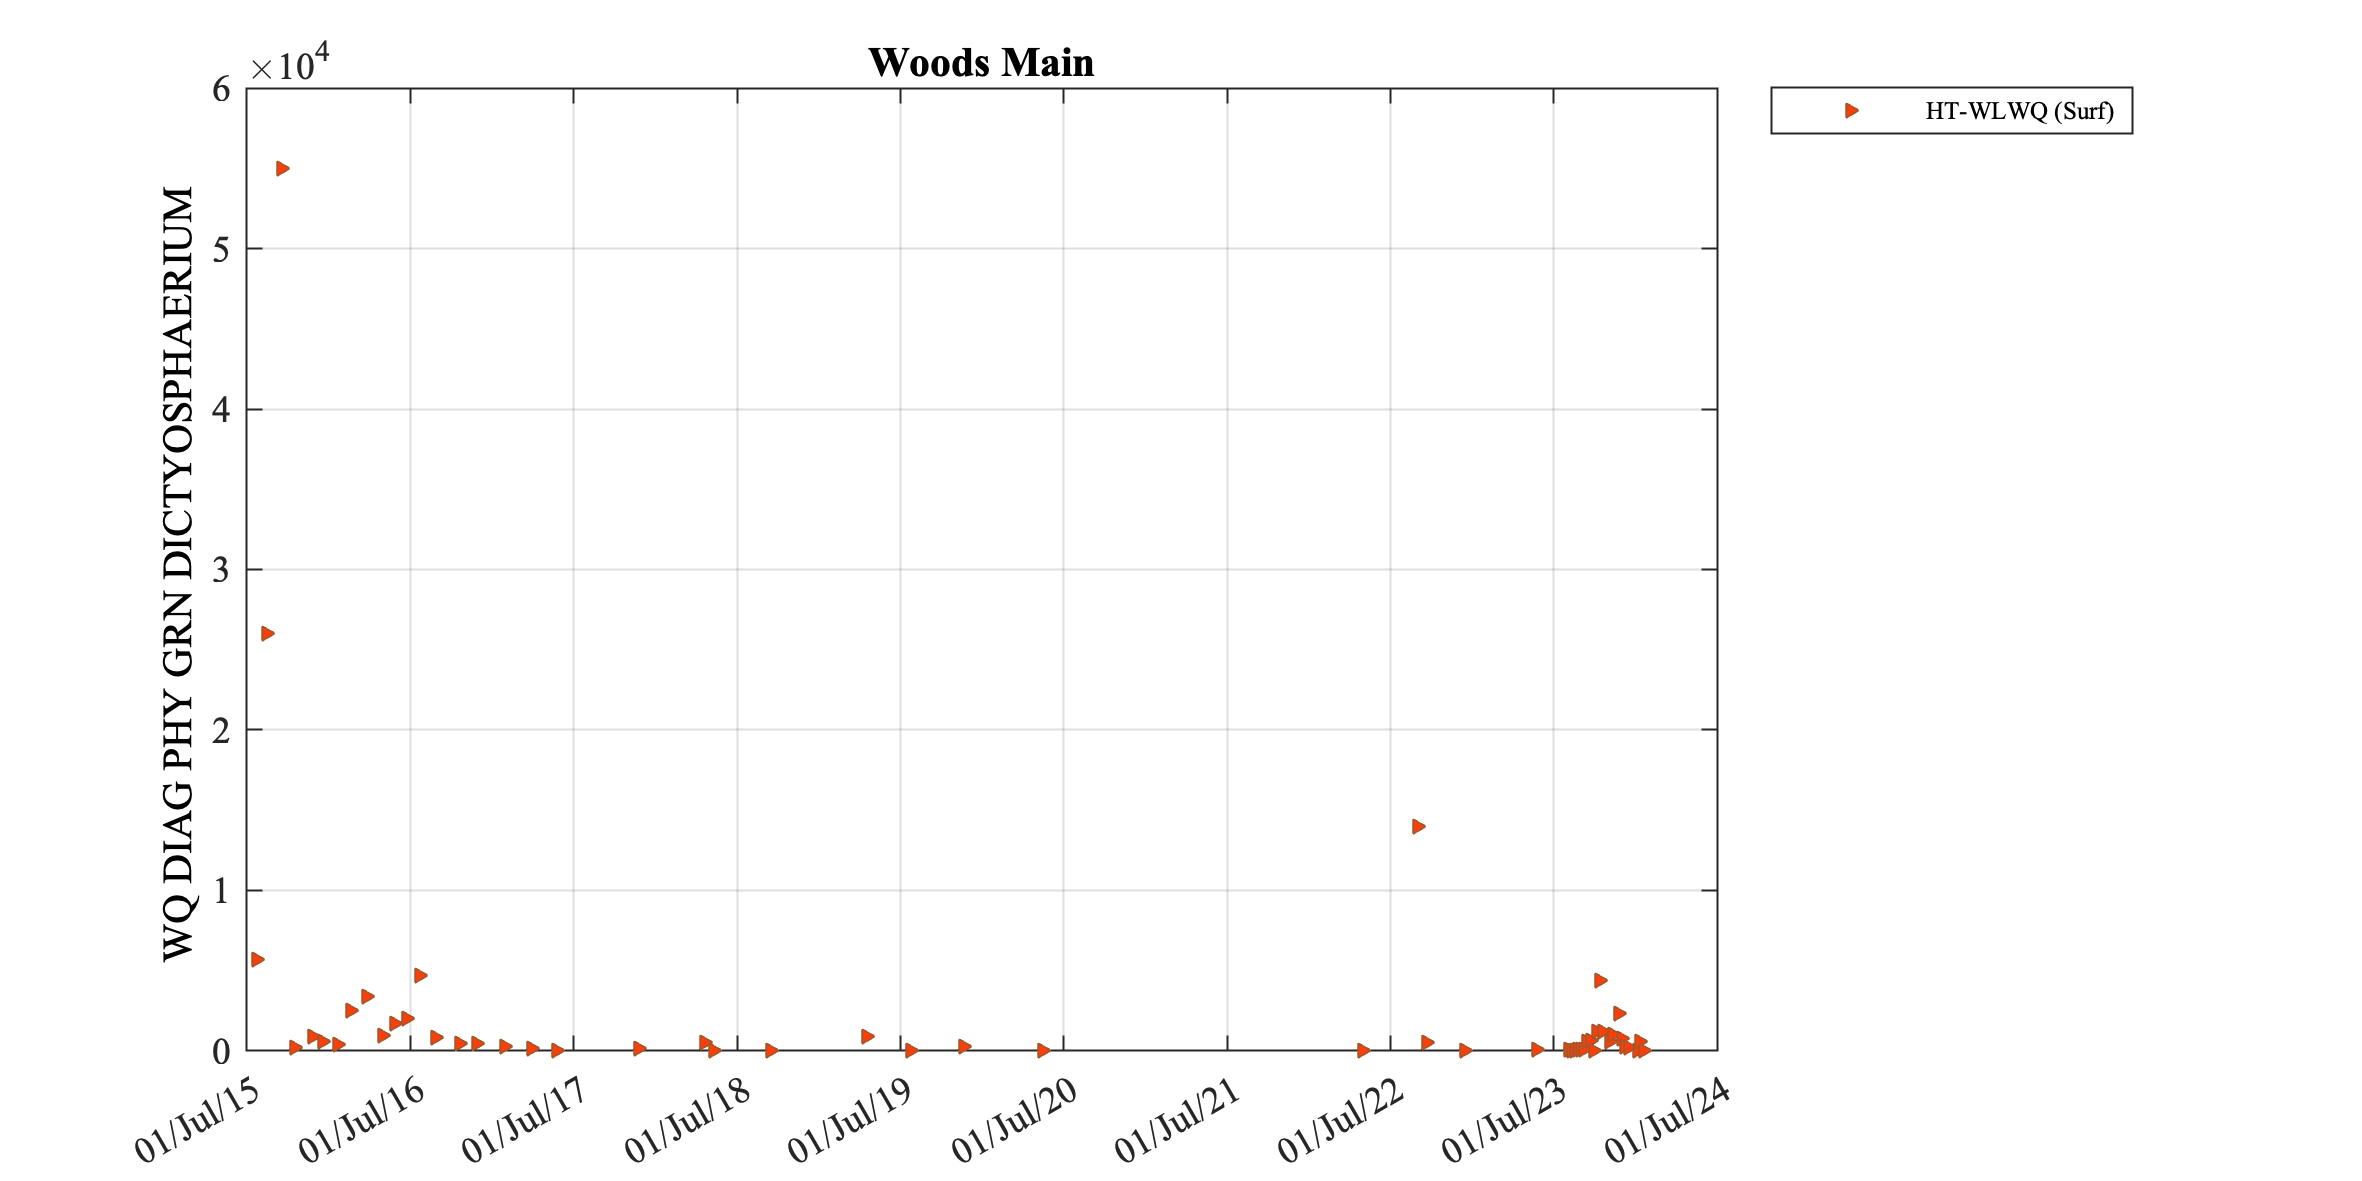 Woods Main
×10^4
6
5
4
3
2
1
0
WQ DIAG PHY GRN DICTYOSPHAERIUM
01/Jul/15
01/Jul/16
01/Jul/17
01/Jul/18
01/Jul/19
01/Jul/20
01/Jul/21
01/Jul/22
01/Jul/23
01/Jul/24
HT-WLWQ (Surf)